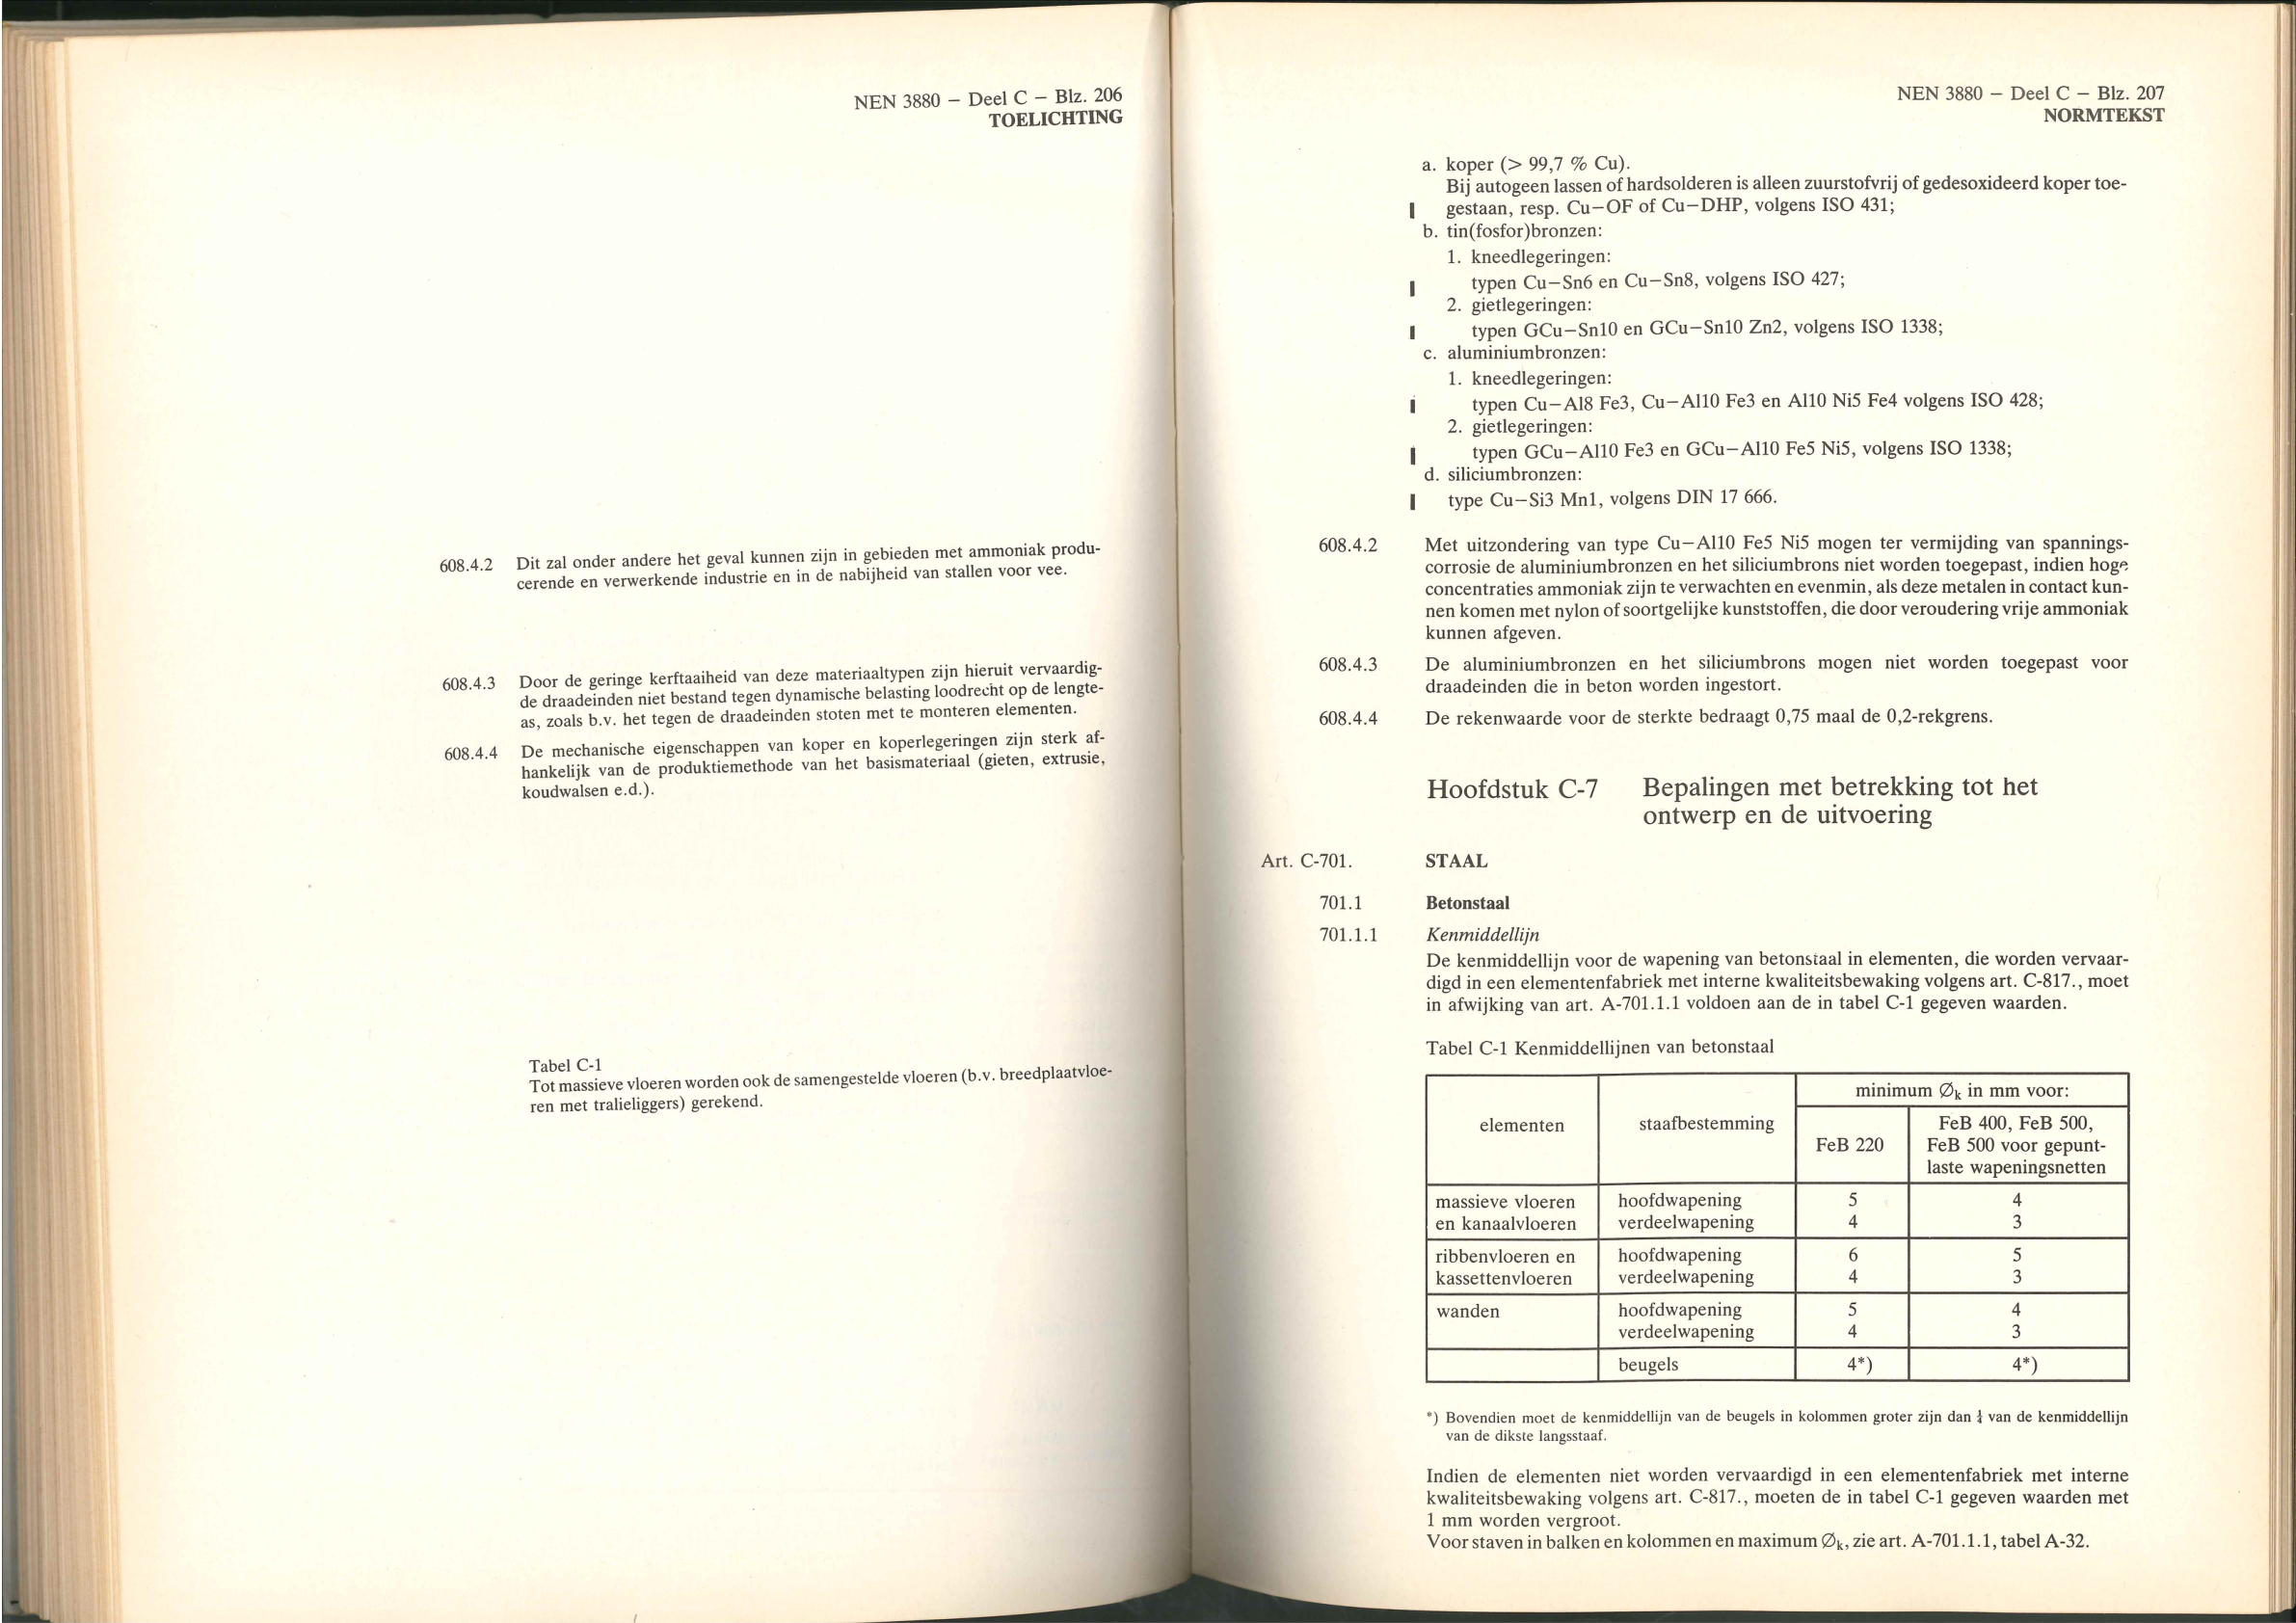 NEN 3880 – Deel C – Blz. 206
TOELICHTING
608.4.2 Dit zal onder andere het geval kunnen zijn in gebieden met ammoniak produ-
cerende en verwerkende industrie en in de nabijheid van stallen voor vee.
608.4.3 Door de geringe kerftaaiheid van deze materiaaltypen zijn hieruit vervaardig-
de draadeinden niet bestand tegen dynamische belasting loodrecht op de lengte-
as, zoals b.v. het tegen de draadeinden stoten met te monteren elementen.
608.4.4 De mechanische eigenschappen van koper en koperlegeringen zijn sterk af-
hankelijk van de produktiemethode van het basismateriaal (gieten, extrusie,
koudwalsen e.d.).
Tabel C-1
Tot massieve vloeren worden ook de samengestelde vloeren (b.v. breedplaatvloe-
ren met tralieliggers) gerekend.
NEN 3880 – Deel C – Blz. 207
NORMTEKST
a. koper (> 99,7 % Cu).
Bij autogeen lassen of hardsolderen is alleen zuurstofvrij of gedesoxideerd koper toe-
gestaan, resp. Cu–OF of Cu–DHP, volgens ISO 431;
b. tin(fosfor)bronzen:
1. kneedlegeringen:
typen Cu–Sn6 en Cu–Sn8, volgens ISO 427;
2. gietlegeringen:
typen GCu–Sn10 en GCu–Sn10 Zn2, volgens ISO 1338;
c. aluminiumbronzen:
1. kneedlegeringen:
typen Cu–Al8 Fe3, Cu–Al10 Fe3 en Al10 Ni5 Fe4 volgens ISO 428;
2. gietlegeringen:
typen GCu–Al10 Fe3 en GCu–Al10 Fe5 Ni5, volgens ISO 1338;
d. siliciumbronzen:
type Cu–Si3 Mn1, volgens DIN 17 666.
608.4.2 Met uitzondering van type Cu–Al10 Fe5 Ni5 mogen ter vermijding van spannings-
corrosie de aluminiumbronzen en het siliciumbrons niet worden toegepast, indien hoge
concentraties ammoniak zijn te verwachten en evenmin, als deze metalen in contact kun-
nen komen met nylon of soortgelijke kunststoffen, die door veroudering vrije ammoniak
kunnen afgeven.
608.4.3 De aluminiumbronzen en het siliciumbrons mogen niet worden toegepast voor
draadeinden die in beton worden ingestort.
608.4.4 De rekenwaarde voor de sterkte bedraagt 0,75 maal de 0,2-rekgrens.
Hoofdstuk C-7 Bepalingen met betrekking tot het
ontwerp en de uitvoering
Art. C-701. STAAL
701.1 Betonstaal
701.1.1 Kenmiddellijn
De kenmiddellijn voor de wapening van betonstaal in elementen, die worden vervaar-
digd in een elementenfabriek met interne kwaliteitsbewaking volgens art. C-817., moet
in afwijking van art. A-701.1.1 voldoen aan de in tabel C-1 gegeven waarden.
Tabel C-1 Kenmiddellijnen van betonstaal
minimum Øk in mm voor:
elementen staafbestemming FeB 220 FeB 400, FeB 500,
FeB 500 voor gepunt-
laste wapeningsnetten
massieve vloeren hoofdwapening 5 4
en kanaalvloeren verdeelwapening 4 3
ribbenvloeren en hoofdwapening 6 5
kassettenvloeren verdeelwapening 4 3
wanden hoofdwapening 5 4
verdeelwapening 4 3
beugels 4*) 4*)
*) Bovendien moet de kenmiddellijn van de beugels in kolommen groter zijn dan ¼ van de kenmiddellijn
van de dikste langsstaaf.
Indien de elementen niet worden vervaardigd in een elementenfabriek met interne
kwaliteitsbewaking volgens art. C-817., moeten de in tabel C-1 gegeven waarden met
1 mm worden vergroot.
Voor staven in balken en kolommen en maximum Øk, zie art. A-701.1.1, tabel A-32.